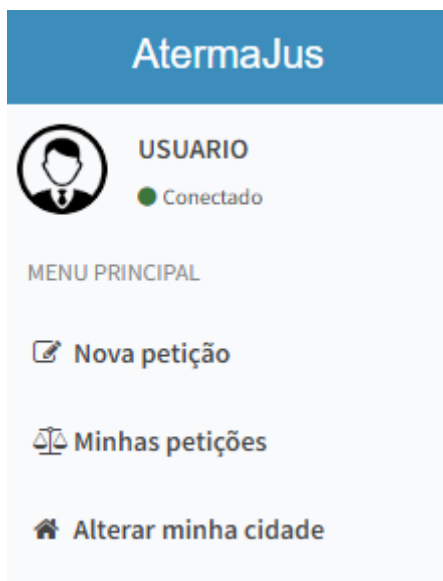 AtermaJus
USUARIO
Conectado
MENU PRINCIPAL
Nova petição
Minhas petições
Alterar minha cidade